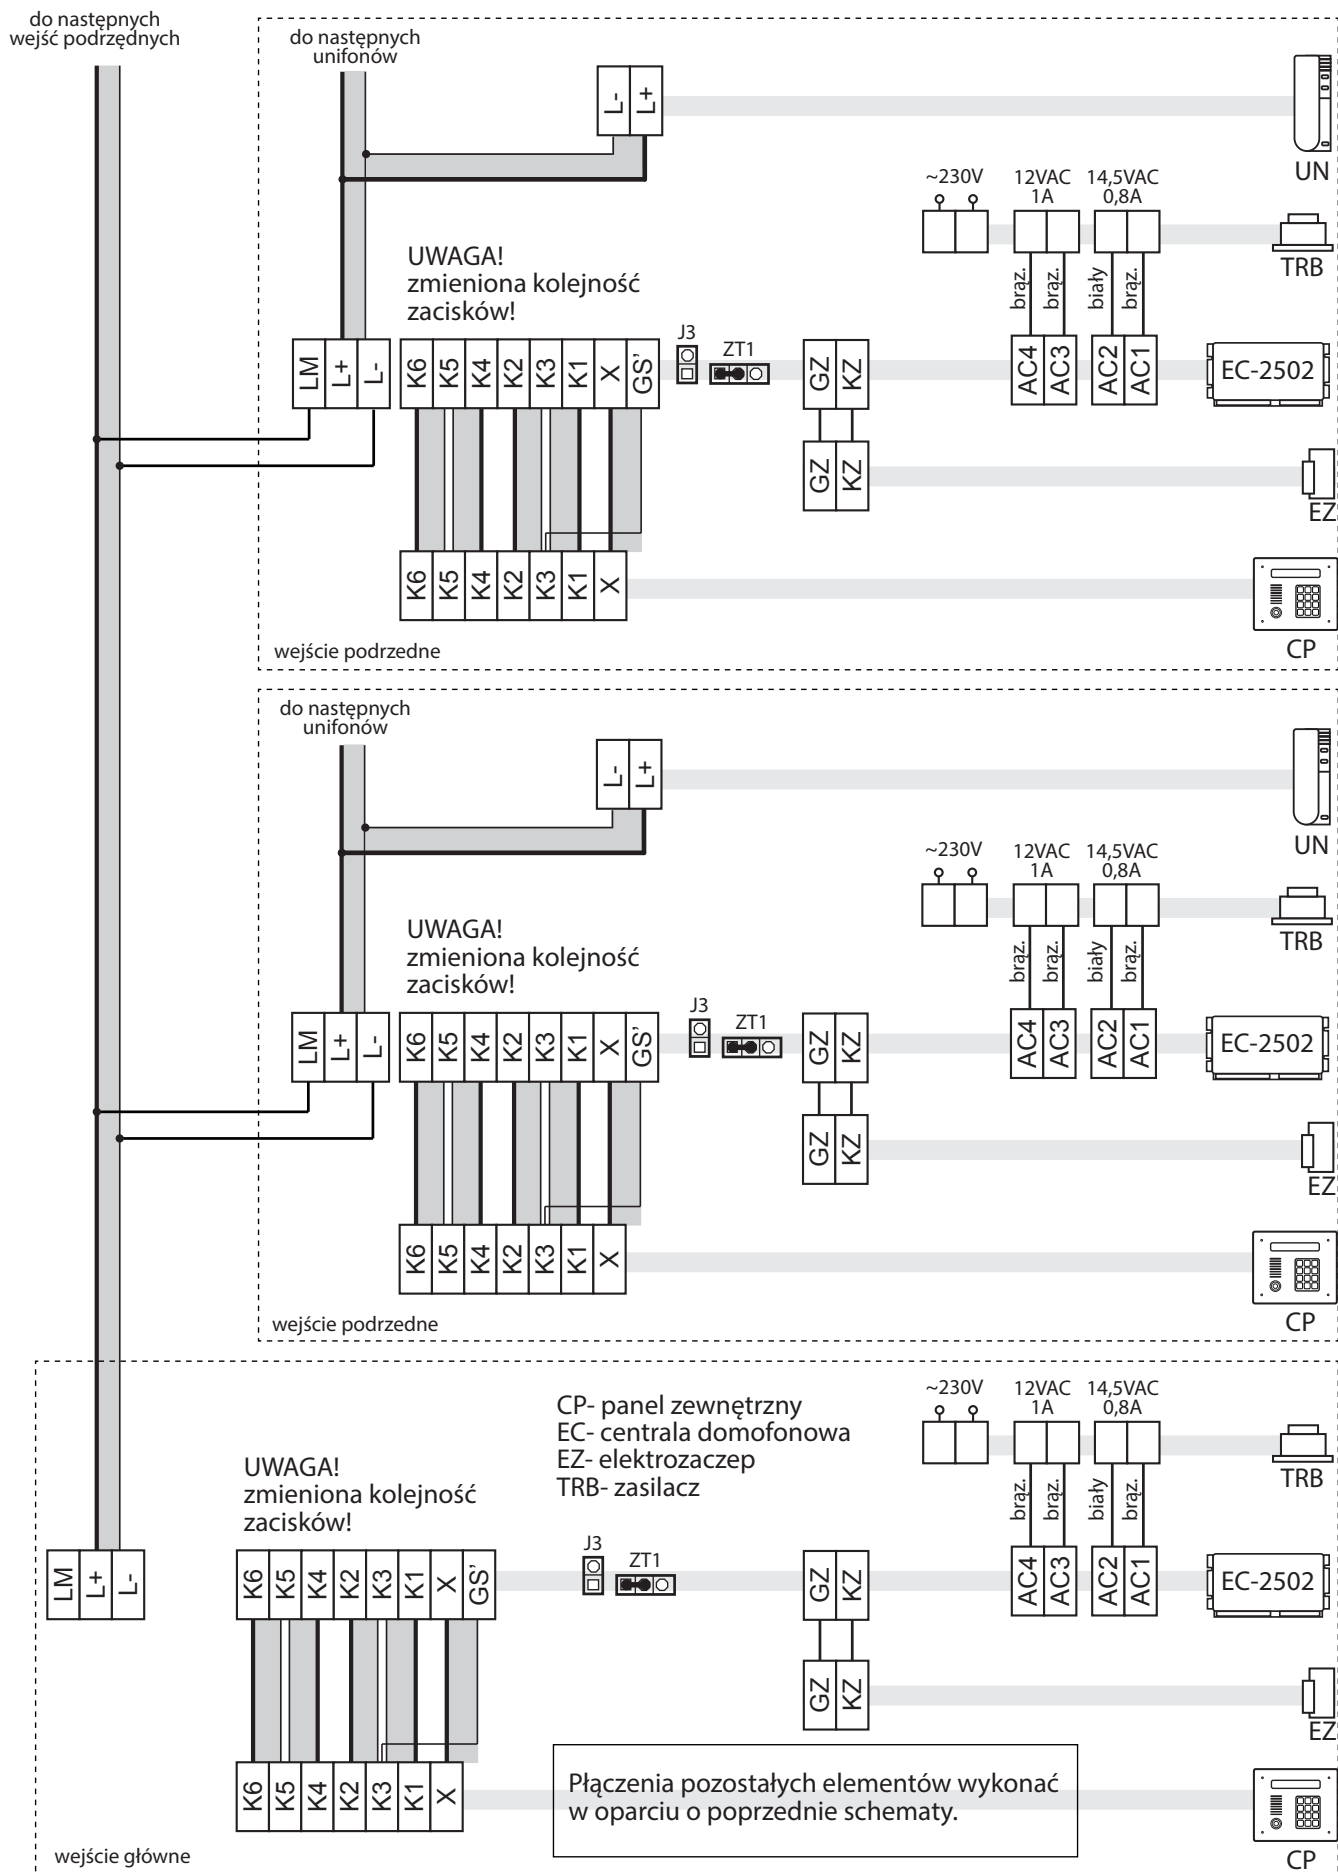 do następnych
wejść podrzędnych
do następnych
unifonów
L-
L+
UN
~230V
12VAC
1A
14,5VAC
0,8A
TRB
brąz.
brąz.
biały
brąz.
UWAGA!
zmieniona kolejność
zacisków!
LM
L+
L-
K6
K5
K4
K2
K3
K1
X
GS'
J3
ZT1
GZ
KZ
AC4
AC3
AC2
AC1
EC-2502
GZ
KZ
EZ
K6
K5
K4
K2
K3
K1
X
CP
wejście podrzedne
do następnych
unifonów
L-
L+
UN
~230V
12VAC
1A
14,5VAC
0,8A
TRB
brąz.
brąz.
biały
brąz.
UWAGA!
zmieniona kolejność
zacisków!
LM
L+
L-
K6
K5
K4
K2
K3
K1
X
GS'
J3
ZT1
GZ
KZ
AC4
AC3
AC2
AC1
EC-2502
GZ
KZ
EZ
K6
K5
K4
K2
K3
K1
X
CP
wejście podrzedne
CP- panel zewnętrzny
EC- centrala domofonowa
EZ- elektrozaczep
TRB- zasilacz
~230V
12VAC
1A
14,5VAC
0,8A
TRB
brąz.
brąz.
biały
brąz.
UWAGA!
zmieniona kolejność
zacisków!
LM
L+
L-
K6
K5
K4
K2
K3
K1
X
GS'
J3
ZT1
GZ
KZ
AC4
AC3
AC2
AC1
EC-2502
GZ
KZ
EZ
K6
K5
K4
K2
K3
K1
X
Płączenia pozostałych elementów wykonać
w oparciu o poprzednie schematy.
CP
wejście główne